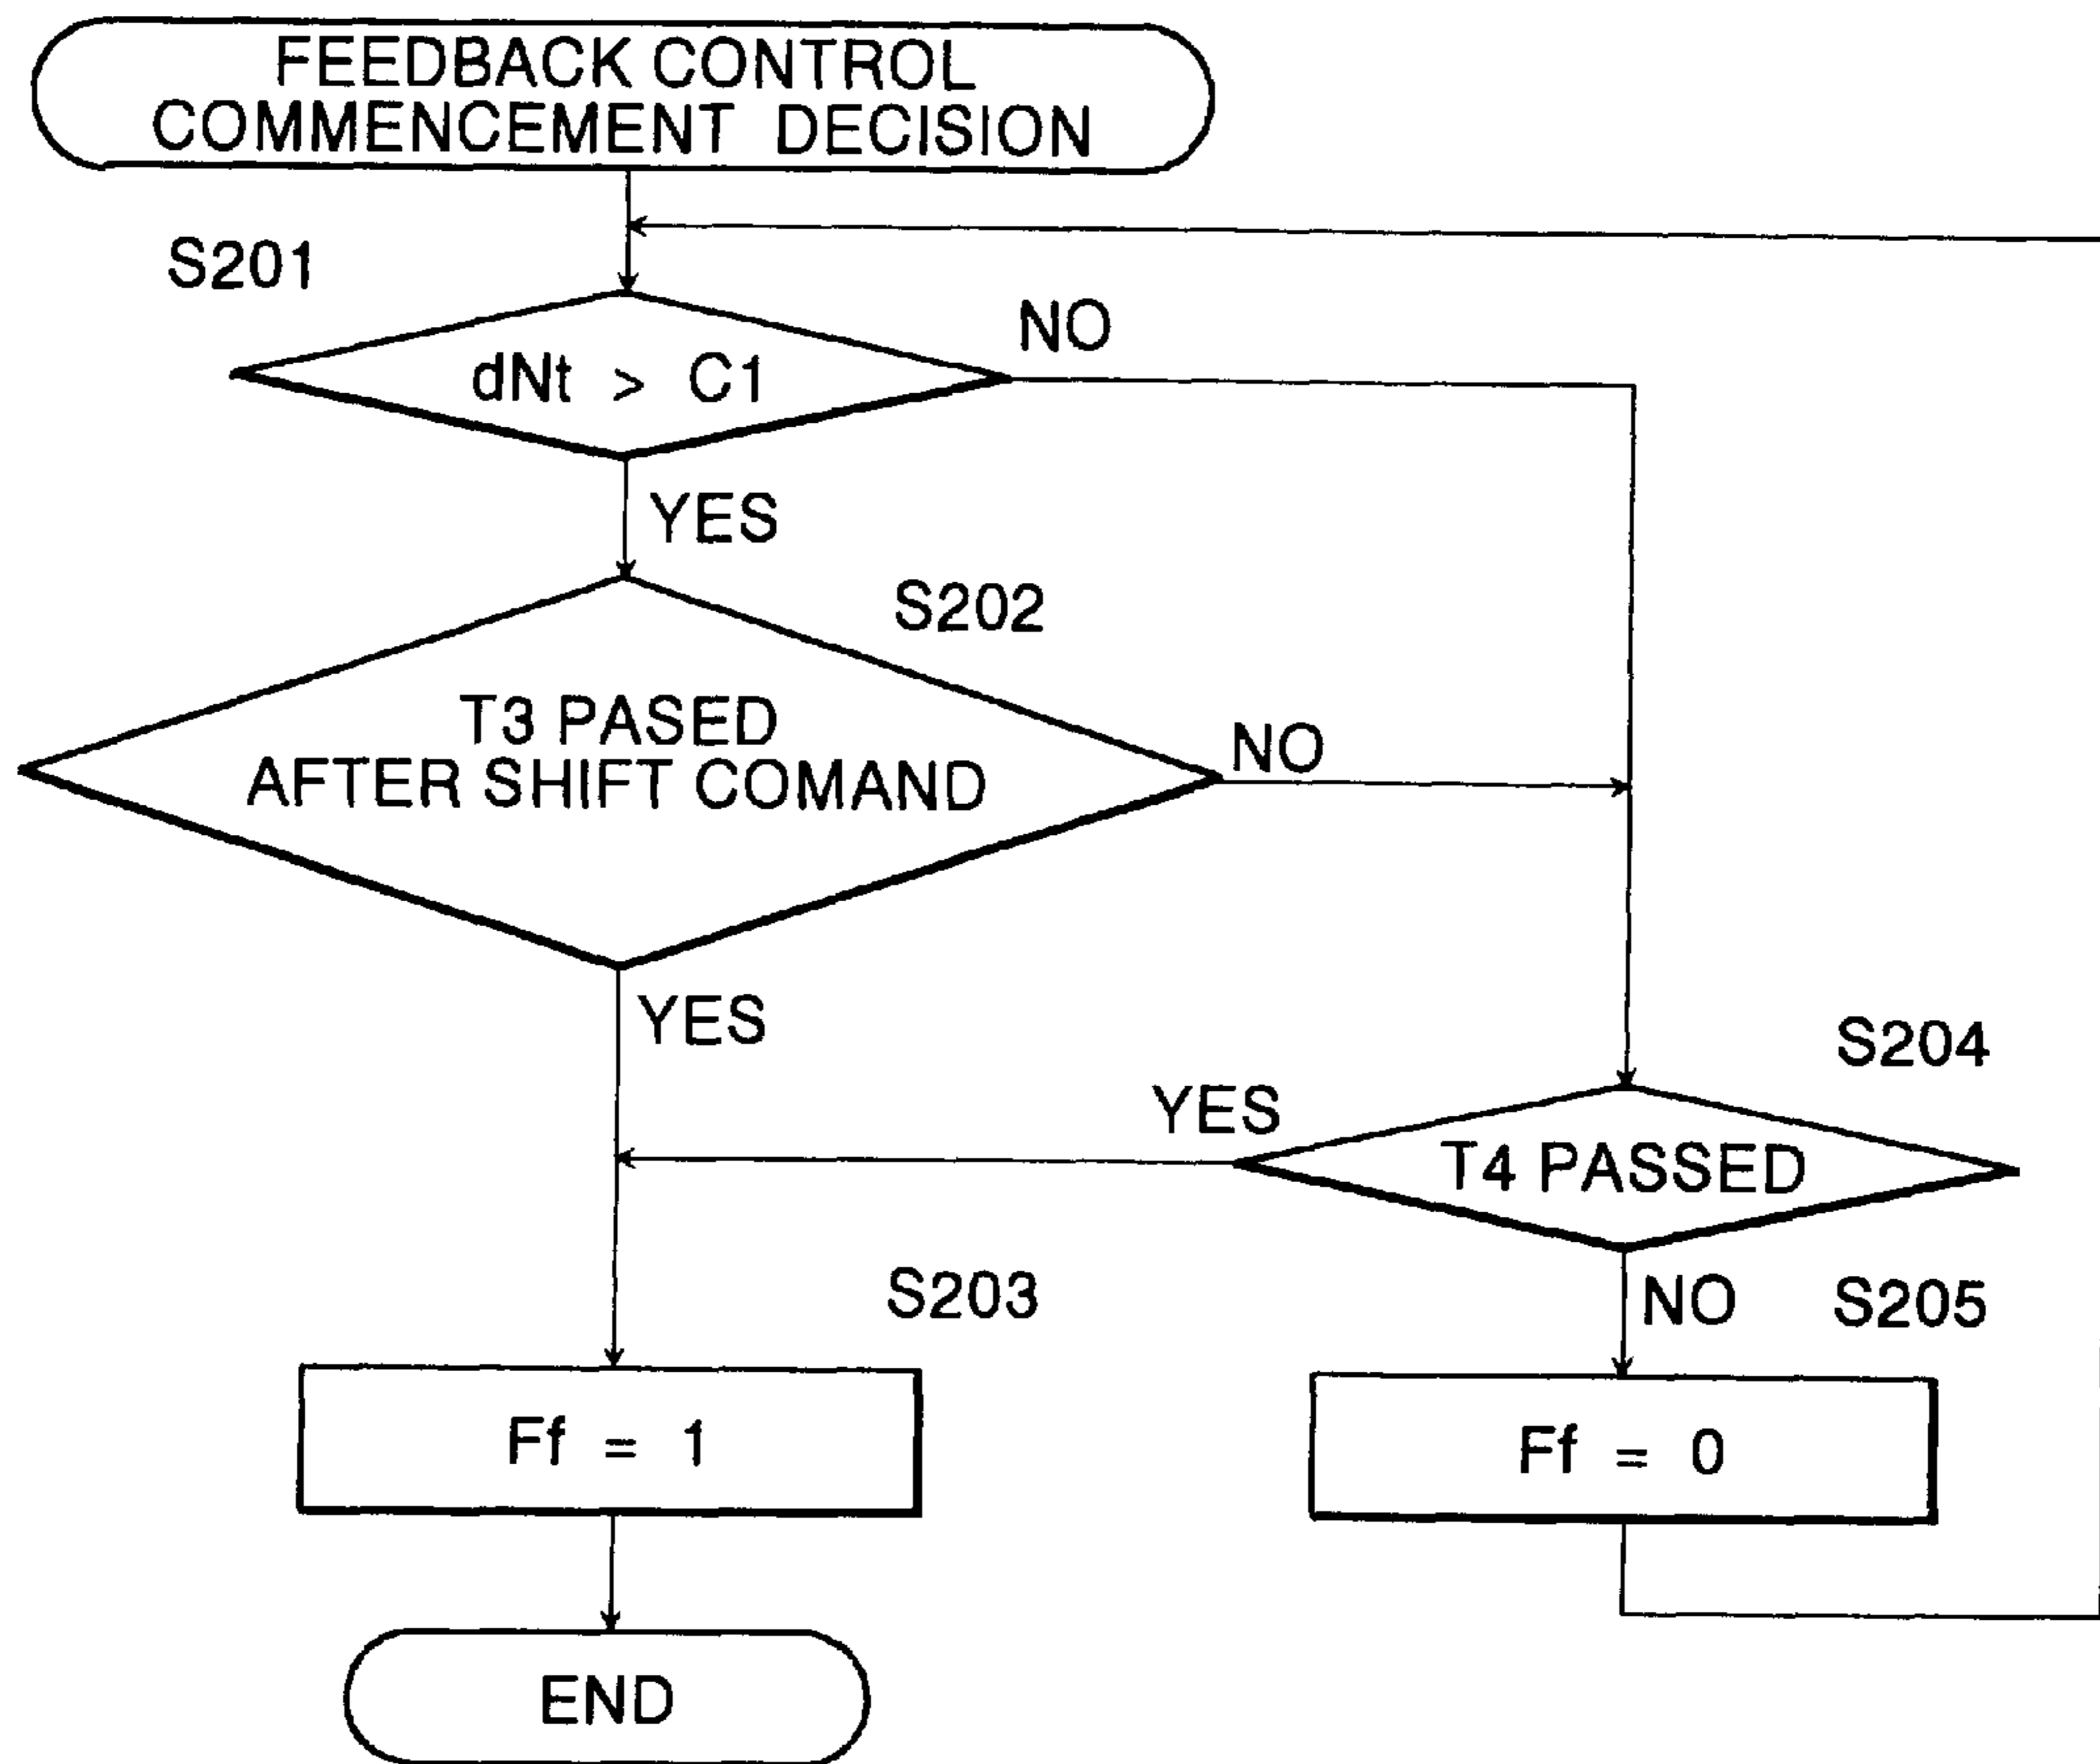 FEEDBACK CONTROL
COMMENCEMENT DECISION
S201
dNt > C1
NO
YES
S202
T3 PASED
AFTER SHIFT COMAND
NO
YES
S204
YES
T4 PASSED
S203
NO
S205
Ff = 1
Ff = 0
END